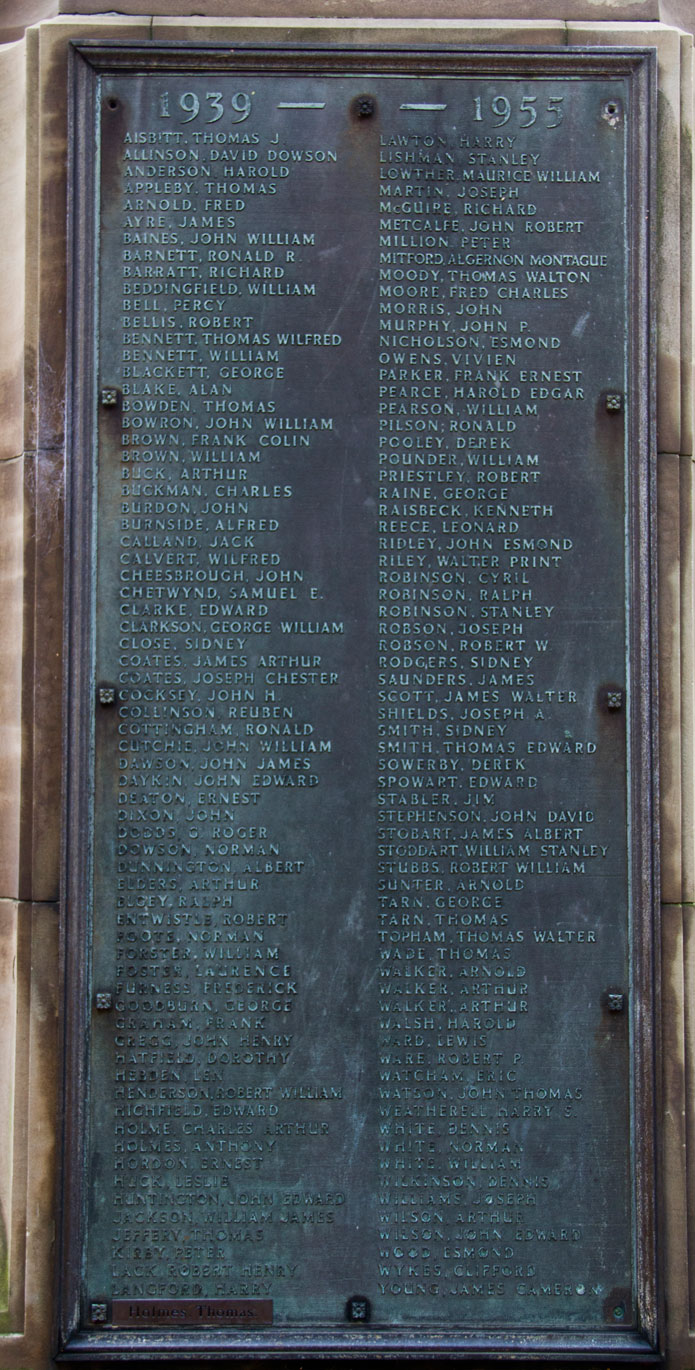 1939 — — 1955
AISBITT, THOMAS J.
ALLINSON, DAVID DOWSON
ANDERSON, HAROLD
APPLEBY, THOMAS
ARNOLD, FRED
AYRE, JAMES
BAINES, JOHN WILLIAM
BARNETT, RONALD R.
BARRATT, RICHARD
BEDDINGFIELD, WILLIAM
BELL, PERCY
BELLIS, ROBERT
BENNETT, THOMAS WILFRED
BENNETT, WILLIAM
BLACKETT, GEORGE
BLAKE, ALAN
BOWDEN, THOMAS
BOWRON, JOHN WILLIAM
BROWN, FRANK COLIN
BROWN, WILLIAM
BUCK, ARTHUR
BUCKMAN, CHARLES
BURDON, JOHN
BURNSIDE, ALFRED
CALLAND, JACK
CALVERT, WILFRED
CHEESBROUGH, JOHN
CHETWYND, SAMUEL E.
CLARKE, EDWARD
CLARKSON, GEORGE WILLIAM
CLOSE, SIDNEY
COATES, JAMES ARTHUR
COATES, JOSEPH CHESTER
COCKSEY, JOHN H.
COLLINSON, REUBEN
COTTINGHAM, RONALD
CUTCHIE, JOHN WILLIAM
DAWSON, JOHN JAMES
DAYKIN, JOHN EDWARD
DEATON, ERNEST
DIXON, JOHN
DODDS, G. ROGER
DOWSON, NORMAN
DUNNINGTON, ALBERT
ELDERS, ARTHUR
ELGEY, RALPH
ENTWISTLE, ROBERT
FOOTE, NORMAN
FORSTER, WILLIAM
FOSTER, LAURENCE
FURNESS, FREDERICK
GOODBURN, GEORGE
GRAHAM, FRANK
GREGG, JOHN HENRY
HATFIELD, DOROTHY
HEBDEN, LEN
HENDERSON, ROBERT WILLIAM
HIGHFIELD, EDWARD
HOLME, CHARLES ARTHUR
HOLMES, ANTHONY
HORDON, ERNEST
HUCK, LESLIE
HUNTINGTON, JOHN EDWARD
JACKSON, WILLIAM JAMES
JEFFERY, THOMAS
KIRBY, PETER
LACK, ROBERT HENRY
LANGFORD, HARRY
Holmes, Thomas.
LAWTON, HARRY
LISHMAN, STANLEY
LOWTHER, MAURICE WILLIAM
MARTIN, JOSEPH
McGUIRE, RICHARD
METCALFE, JOHN ROBERT
MILLION, PETER
MITFORD, ALGERNON MONTAGUE
MOODY, THOMAS WALTON
MOORE, FRED CHARLES
MORRIS, JOHN
MURPHY, JOHN P.
NICHOLSON, ESMOND
OWENS, VIVIEN
PARKER, FRANK ERNEST
PEARCE, HAROLD EDGAR
PEARSON, WILLIAM
PILSON, RONALD
POOLEY, DEREK
POUNDER, WILLIAM
PRIESTLEY, ROBERT
RAINE, GEORGE
RAISBECK, KENNETH
REECE, LEONARD
RIDLEY, JOHN ESMOND
RILEY, WALTER PRINT
ROBINSON, CYRIL
ROBINSON, RALPH
ROBINSON, STANLEY
ROBSON, JOSEPH
ROBSON, ROBERT W.
RODGERS, SIDNEY
SAUNDERS, JAMES
SCOTT, JAMES WALTER
SHIELDS, JOSEPH A.
SMITH, SIDNEY
SMITH, THOMAS EDWARD
SOWERBY, DEREK
SPOWART, EDWARD
STABLER, JIM
STEPHENSON, JOHN DAVID
STOBART, JAMES ALBERT
STODDART, WILLIAM STANLEY
STUBBS, ROBERT WILLIAM
SUNTER, ARNOLD
TARN, GEORGE
TARN, THOMAS
TOPHAM, THOMAS WALTER
WADE, THOMAS
WALKER, ARNOLD
WALKER, ARTHUR
WALKER, ARTHUR
WALSH, HAROLD
WARD, LEWIS
WARE, ROBERT P.
WATCHAM, ERIC
WATSON, JOHN THOMAS
WEATHERELL, HARRY S.
WHITE, DENNIS
WHITE, NORMAN
WHITE, WILLIAM
WILKINSON, DENNIS
WILLIAMS, JOSEPH
WILSON, ARTHUR
WILSON, JOHN EDWARD
WOOD, ESMOND
WYKES, CLIFFORD
YOUNG, JAMES CAMERON